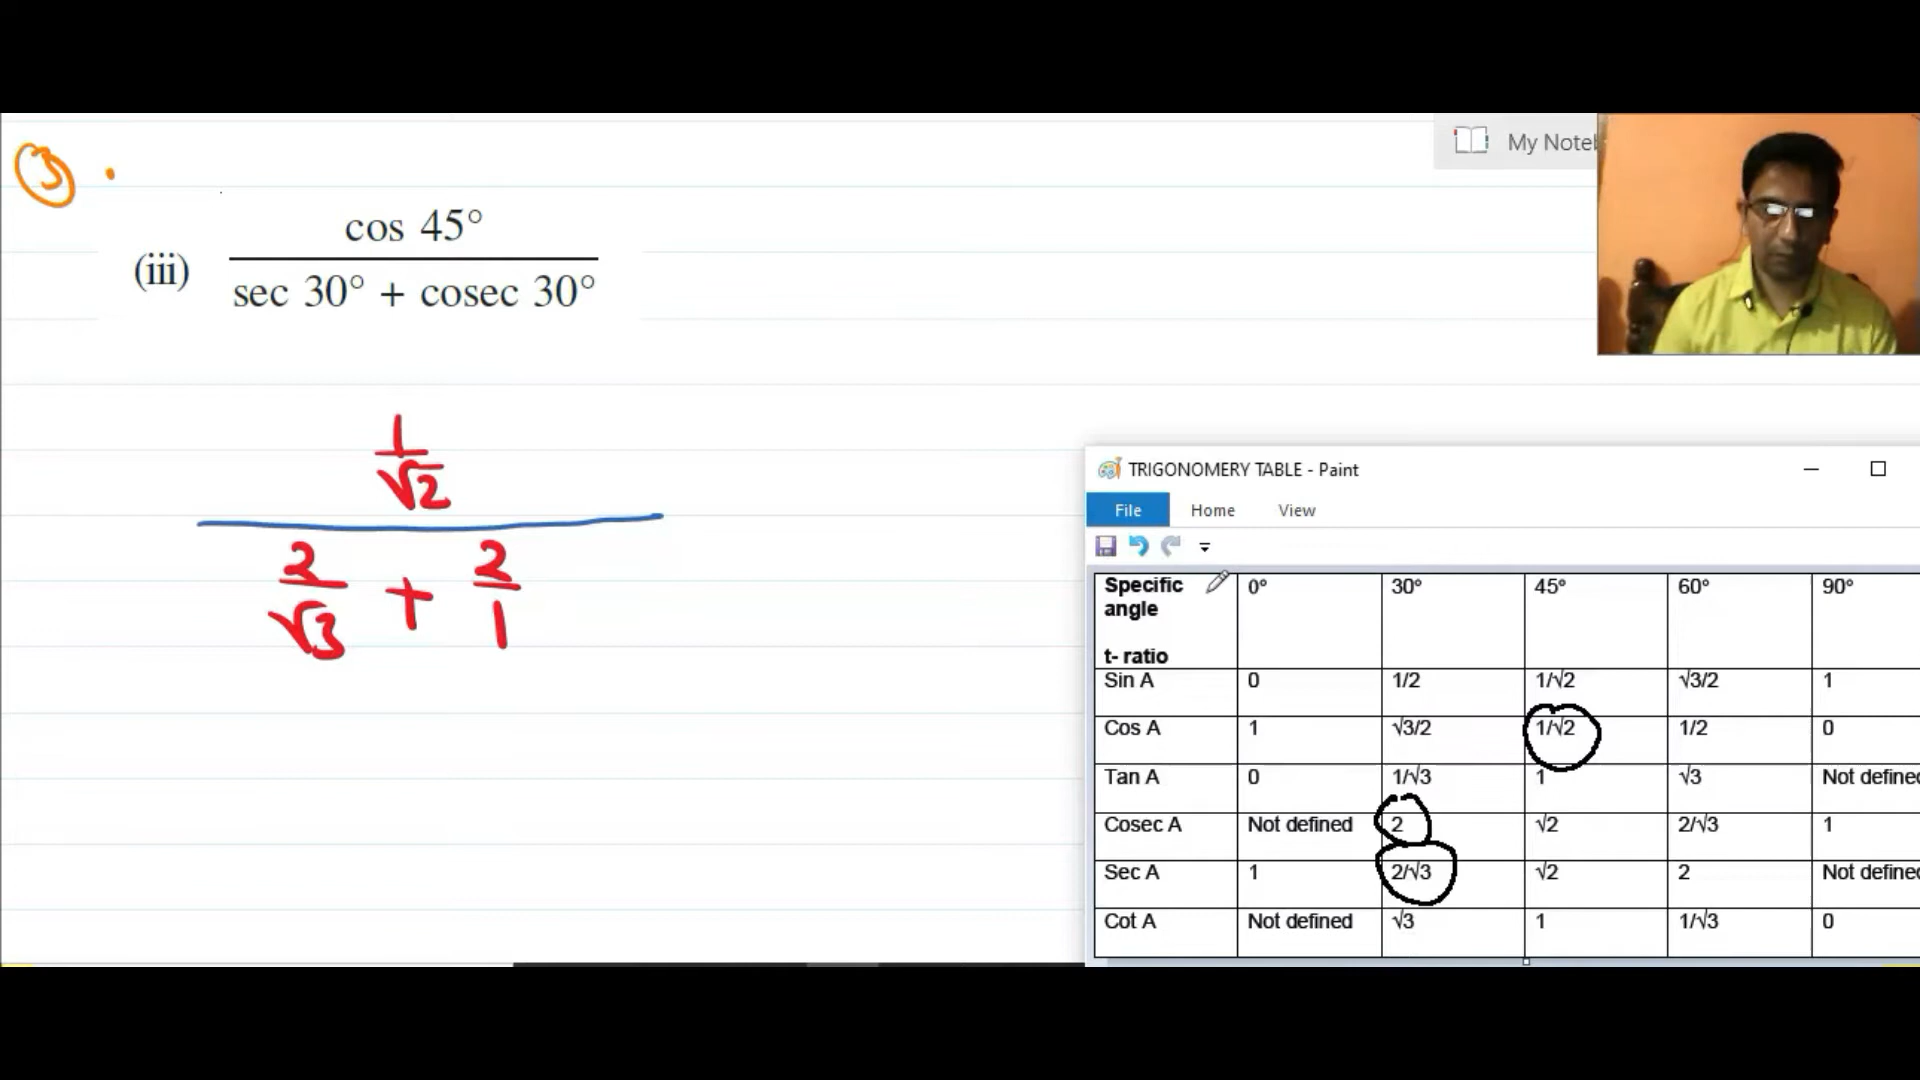 3 .
My Note
(iii) cos 45°
sec 30° + cosec 30°
1
√2
2 + 2
√3 1
TRIGONOMERY TABLE - Paint
File Home View
Specific angle t- ratio 0° 30° 45° 60° 90°
Sin A 0 1/2 1/√2 √3/2 1
Cos A 1 √3/2 1/√2 1/2 0
Tan A 0 1/√3 1 √3 Not define
Cosec A Not defined 2 √2 2/√3 1
Sec A 1 2/√3 √2 2 Not define
Cot A Not defined √3 1 1/√3 0